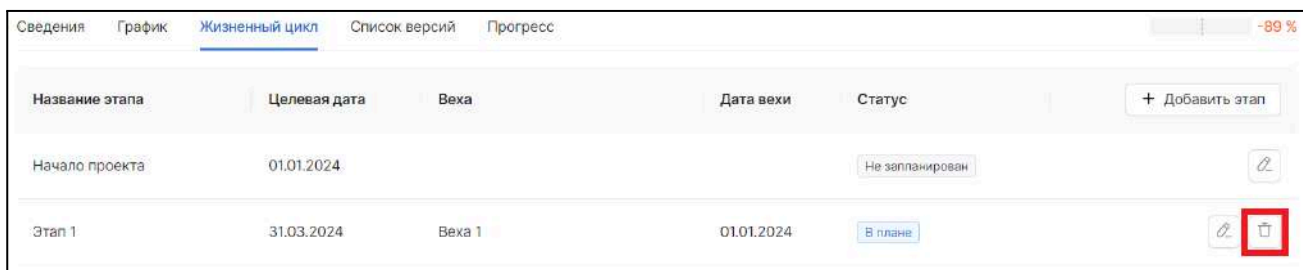 Сведения График Жизненный цикл Список версий Прогресс -89 %
Название этапа Целевая дата Веха Дата вехи Статус + Добавить этап
Начало проекта 01.01.2024 Не запланирован
Этап 1 31.03.2024 Веха 1 01.01.2024 В плане